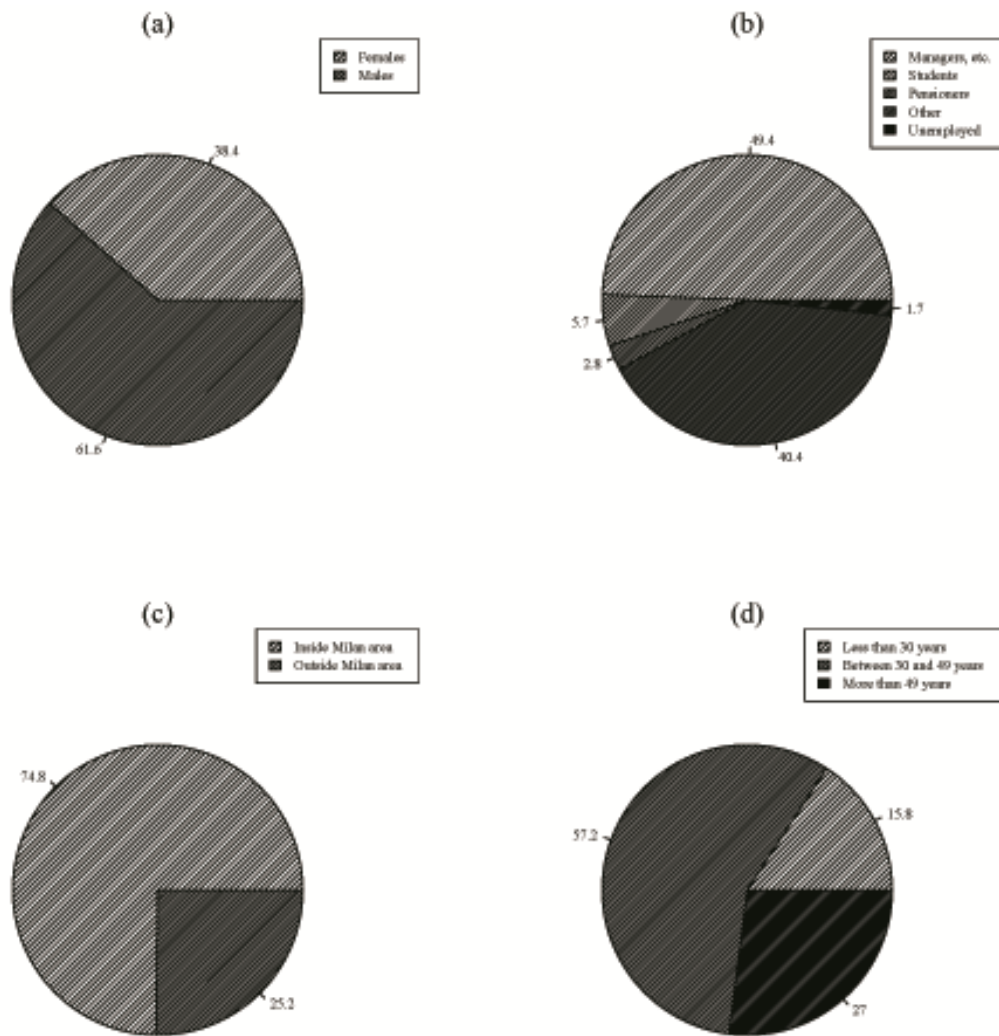 (a)
Females
Males
38.4
61.6
(b)
Managers, etc.
Students
Pensioners
Other
Unemployed
49.4
5.7
2.8
1.7
40.4
(c)
Inside Milan area
Outside Milan area
74.8
25.2
(d)
Less than 30 years
Between 30 and 49 years
More than 49 years
57.2
15.8
27